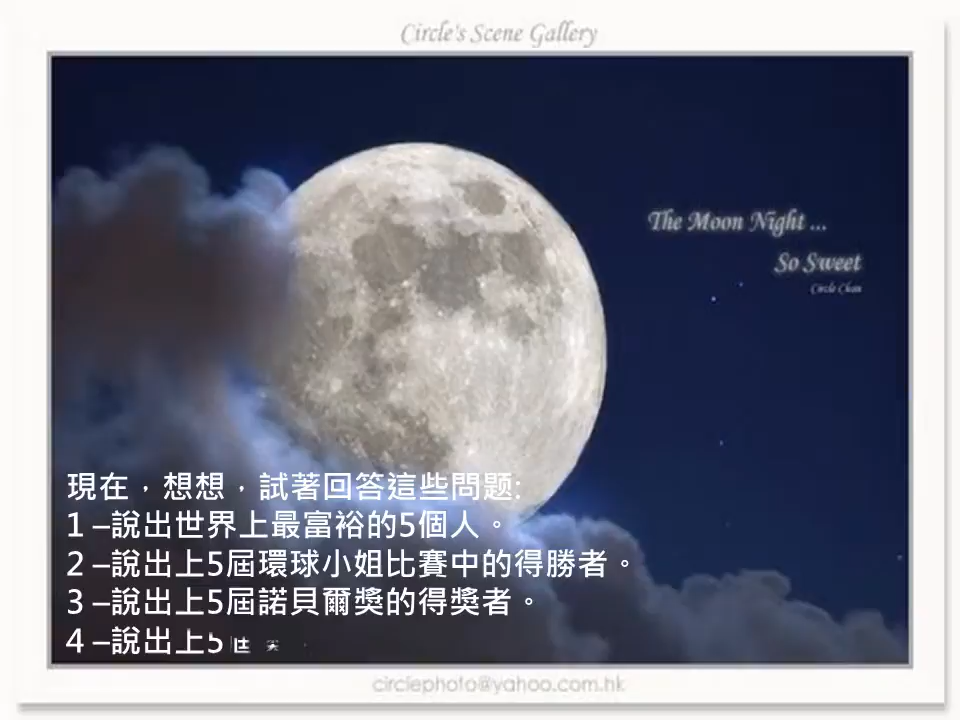 Circle's Scene Gallery
The Moon Night ...
So Sweet
Circle Chan
現在，想想，試著回答這些問题:
1 –說出世界上最富裕的5個人。
2 –說出上5屆環球小姐比賽中的得勝者。
3 –說出上5屆諾貝爾獎的得獎者。
4 –說出上5
circlephoto@yahoo.com.hk